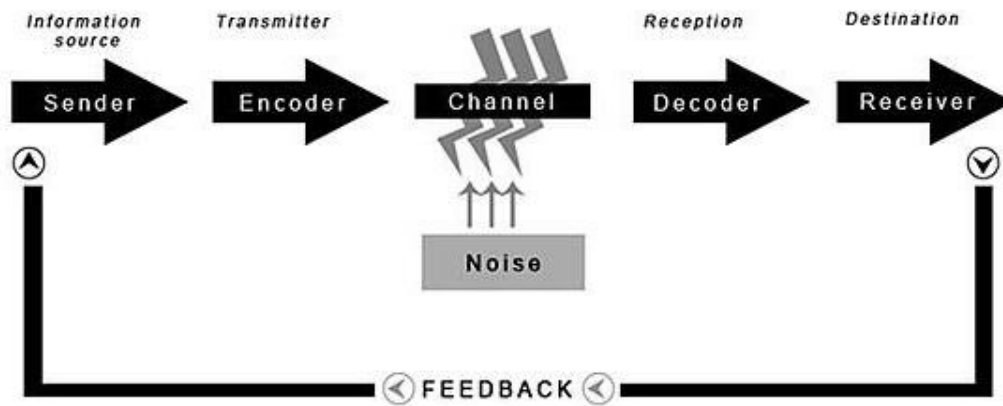 Information
source
Transmitter
Reception
Destination
Sender
Encoder
Channel
Decoder
Receiver
Noise
FEEDBACK